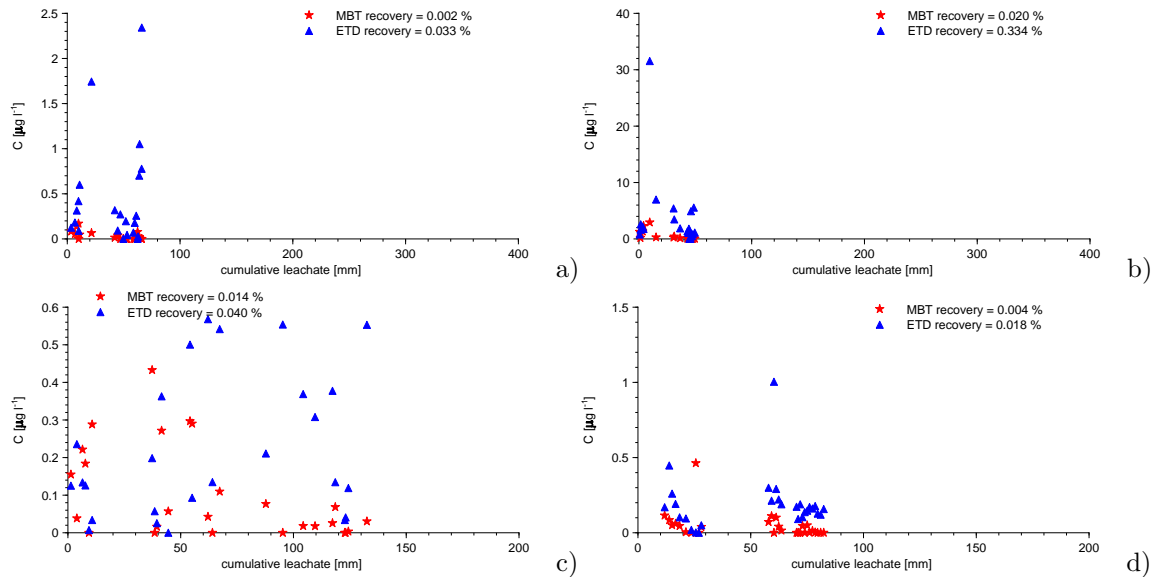 MBT recovery = 0.002 %
ETD recovery = 0.033 %
C [µg l⁻¹]
2.5
2
1.5
1
0.5
0
0 100 200 300 400
cumulative leachate [mm]
a)
MBT recovery = 0.020 %
ETD recovery = 0.334 %
C [µg l⁻¹]
40
30
20
10
0
0 100 200 300 400
cumulative leachate [mm]
b)
MBT recovery = 0.014 %
ETD recovery = 0.040 %
C [µg l⁻¹]
0.6
0.5
0.4
0.3
0.2
0.1
0
0 50 100 150 200
cumulative leachate [mm]
c)
MBT recovery = 0.004 %
ETD recovery = 0.018 %
C [µg l⁻¹]
1.5
1
0.5
0
0 50 100 150 200
cumulative leachate [mm]
d)